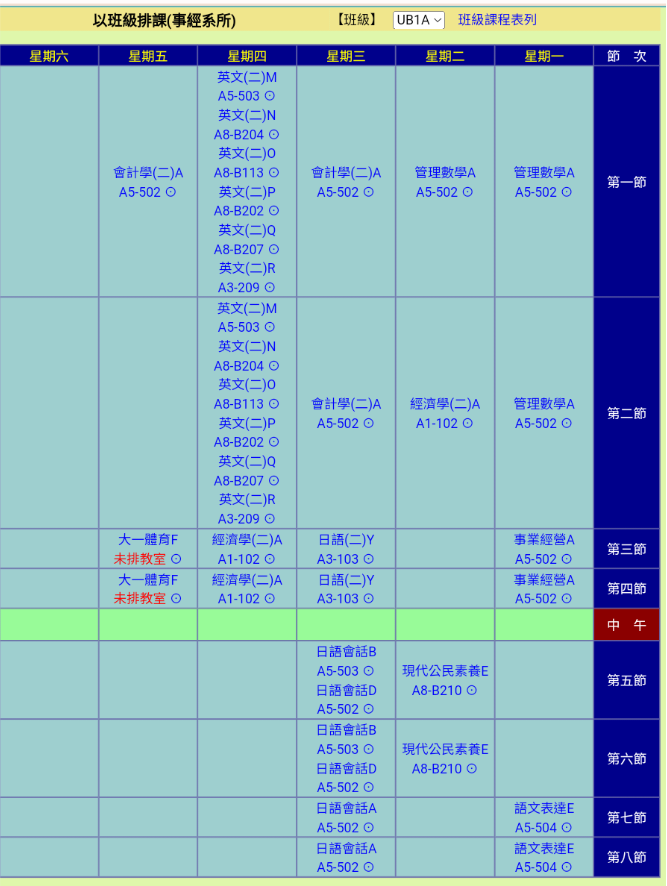 以班級排課(事經系所)
【班級】 UB1A 班級課程表列
星期六 星期五 星期四 星期三 星期二 星期一 節 次
會計學(二)A
A5-502 ⊙
英文(二)M
A5-503 ⊙
英文(二)N
A8-B204 ⊙
英文(二)O
A8-B113 ⊙
英文(二)P
A8-B202 ⊙
英文(二)Q
A8-B207 ⊙
英文(二)R
A3-209 ⊙
會計學(二)A
A5-502 ⊙
管理數學A
A5-502 ⊙
管理數學A
A5-502 ⊙
第一節
英文(二)M
A5-503 ⊙
英文(二)N
A8-B204 ⊙
英文(二)O
A8-B113 ⊙
英文(二)P
A8-B202 ⊙
英文(二)Q
A8-B207 ⊙
英文(二)R
A3-209 ⊙
會計學(二)A
A5-502 ⊙
經濟學(二)A
A1-102 ⊙
管理數學A
A5-502 ⊙
第二節
大一體育F
未排教室 ⊙
經濟學(二)A
A1-102 ⊙
日語(二)Y
A3-103 ⊙
事業經營A
A5-502 ⊙
第三節
大一體育F
未排教室 ⊙
經濟學(二)A
A1-102 ⊙
日語(二)Y
A3-103 ⊙
事業經營A
A5-502 ⊙
第四節
中 午
日語會話B
A5-503 ⊙
日語會話D
A5-502 ⊙
現代公民素養E
A8-B210 ⊙
第五節
日語會話B
A5-503 ⊙
日語會話D
A5-502 ⊙
現代公民素養E
A8-B210 ⊙
第六節
日語會話A
A5-502 ⊙
語文表達E
A5-504 ⊙
第七節
日語會話A
A5-502 ⊙
語文表達E
A5-504 ⊙
第八節